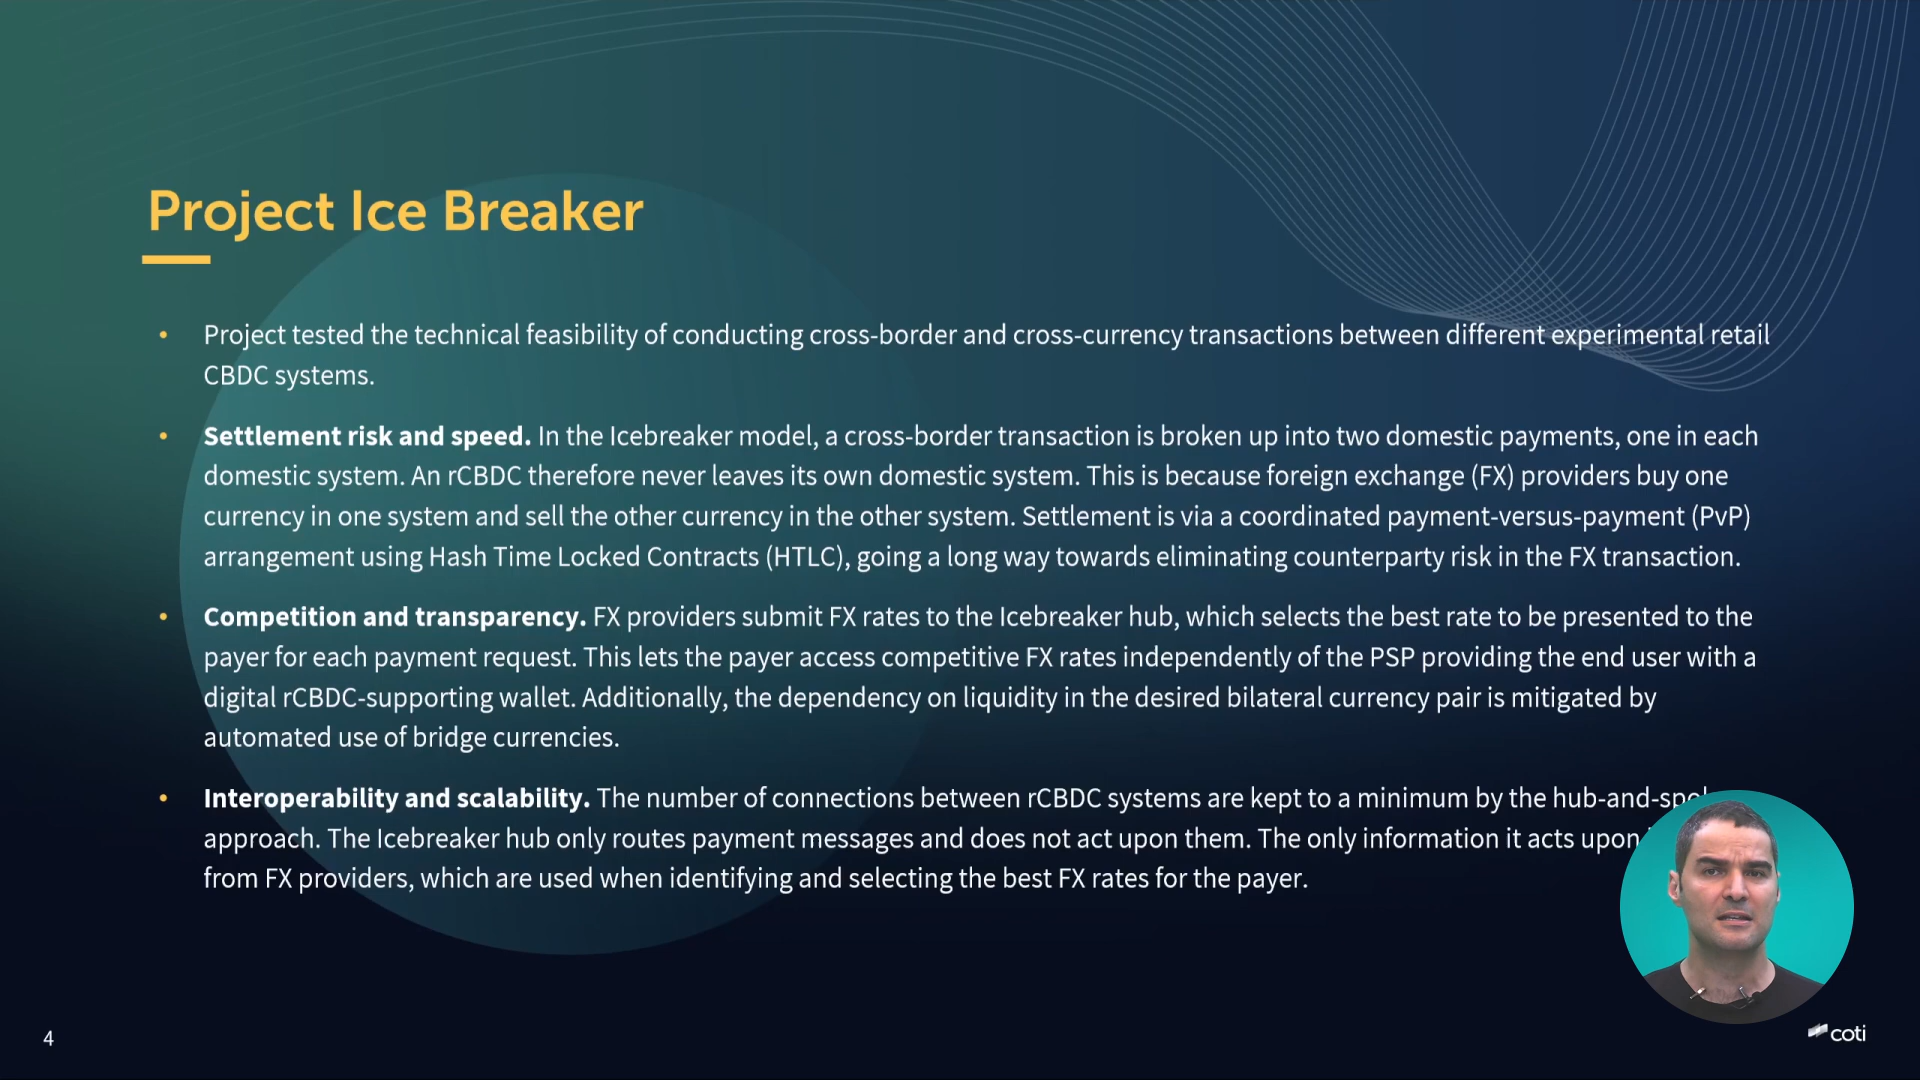 Project Ice Breaker
• Project tested the technical feasibility of conducting cross-border and cross-currency transactions between different experimental retail
CBDC systems.
• Settlement risk and speed. In the Icebreaker model, a cross-border transaction is broken up into two domestic payments, one in each
domestic system. An rCBDC therefore never leaves its own domestic system. This is because foreign exchange (FX) providers buy one
currency in one system and sell the other currency in the other system. Settlement is via a coordinated payment-versus-payment (PvP)
arrangement using Hash Time Locked Contracts (HTLC), going a long way towards eliminating counterparty risk in the FX transaction.
• Competition and transparency. FX providers submit FX rates to the Icebreaker hub, which selects the best rate to be presented to the
payer for each payment request. This lets the payer access competitive FX rates independently of the PSP providing the end user with a
digital rCBDC-supporting wallet. Additionally, the dependency on liquidity in the desired bilateral currency pair is mitigated by
automated use of bridge currencies.
• Interoperability and scalability. The number of connections between rCBDC systems are kept to a minimum by the
approach. The Icebreaker hub only routes payment messages and does not act upon them. The only information it acts upon
from FX providers, which are used when identifying and selecting the best FX rates for the payer.
4
coti